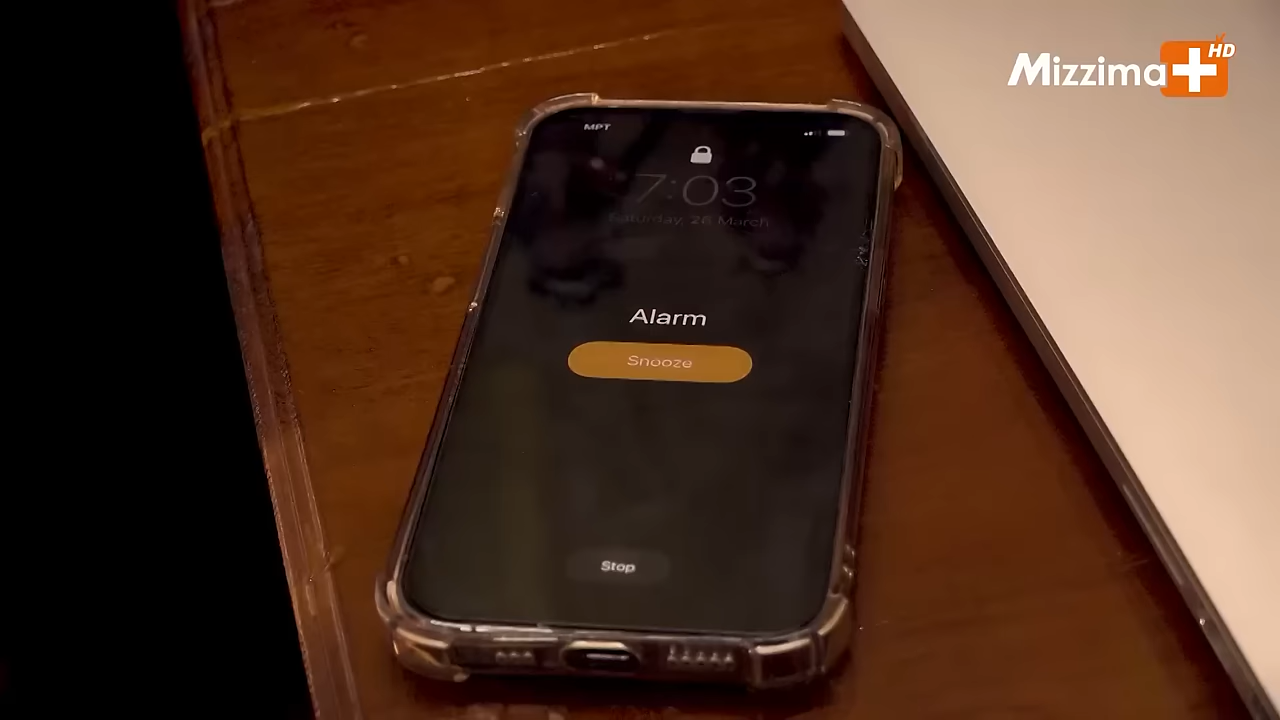 Mizzima+ HD
MPT
7:03
Saturday, 26 March
Alarm
Snooze
Stop